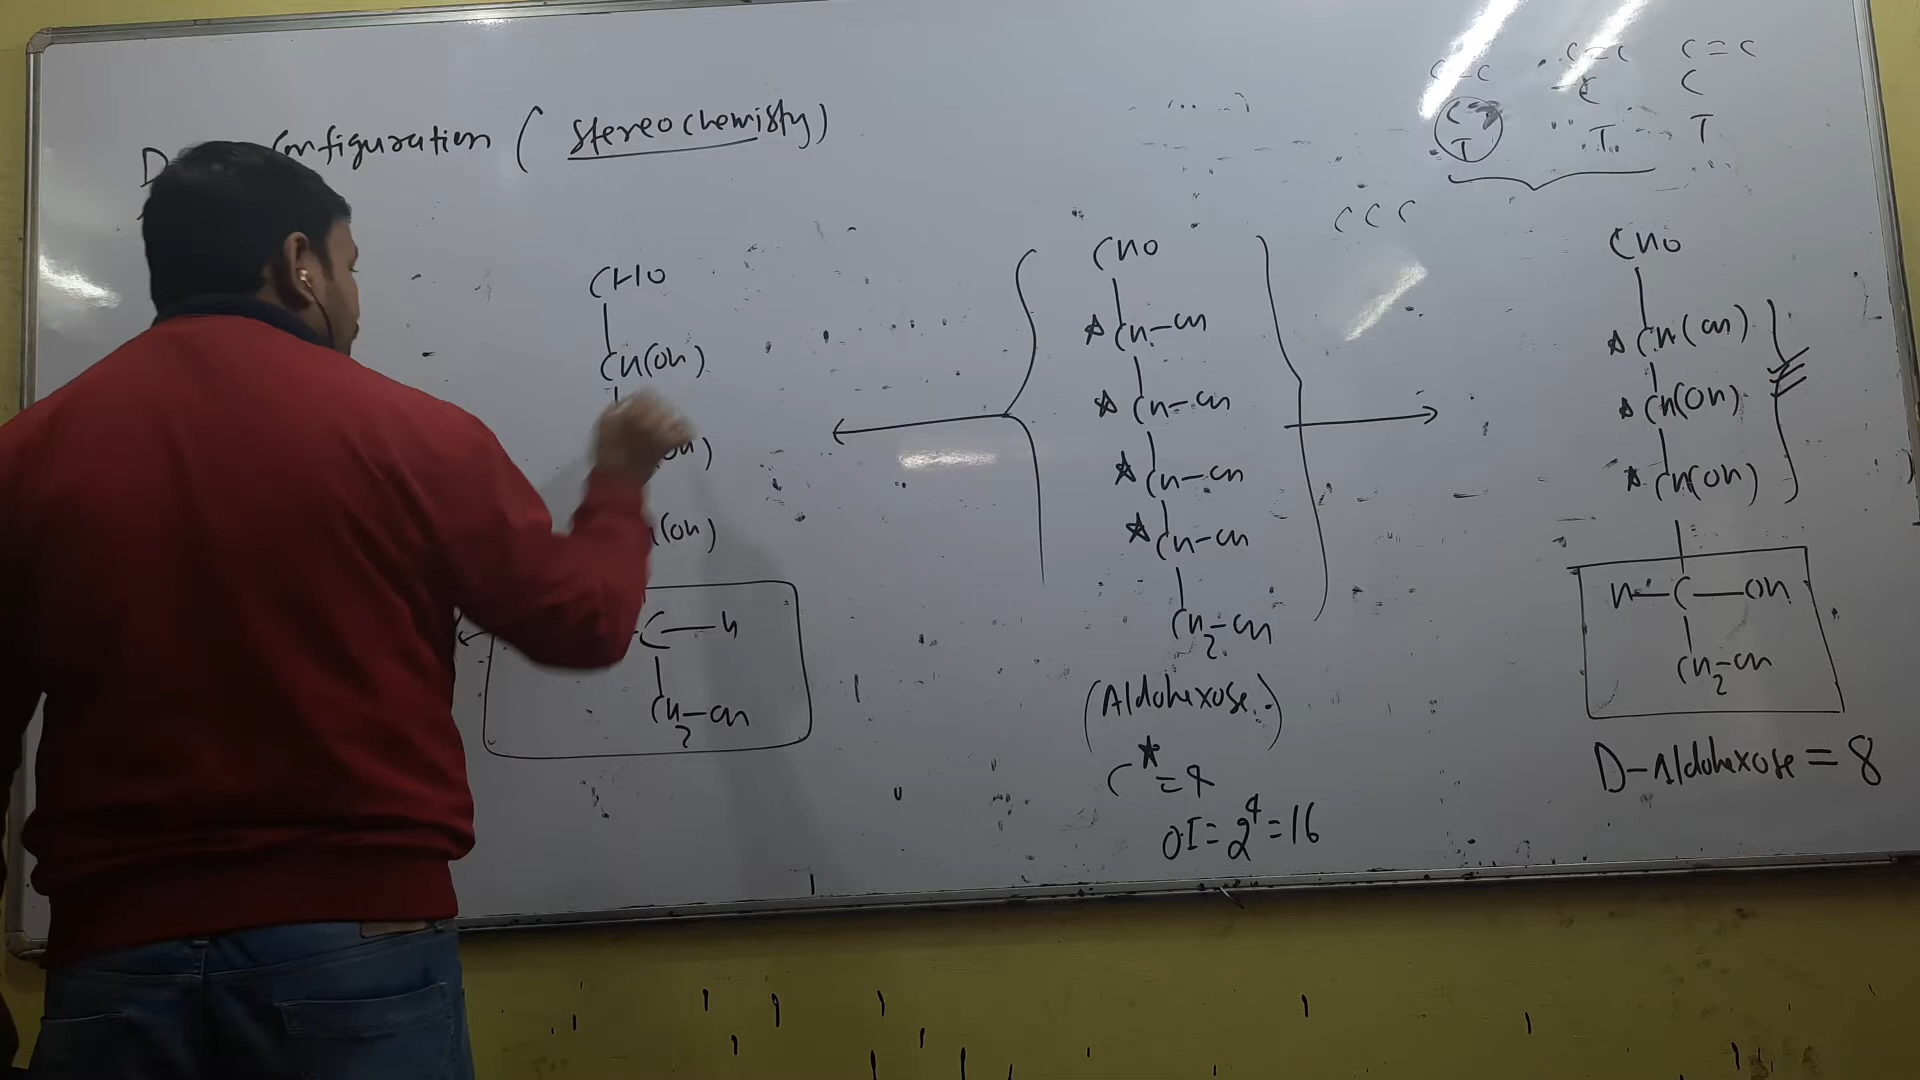 Configuration ( Stereochemisty)
CHO
CH(OH)
OH)
(OH)
C—H
CH2—OH
CHO
☆ CH—OH
☆ CH—OH
☆ CH—OH
☆ CH—OH
CH2—OH
(Aldohexose.)
C☆=4
OI=2^4=16
C=C C=C C=C
C C C
T T T
C C C
CHO
☆ CH(OH)
☆ CH(OH)
☆ CH(OH)
H—C—OH
CH2—OH
D-Aldohexose = 8